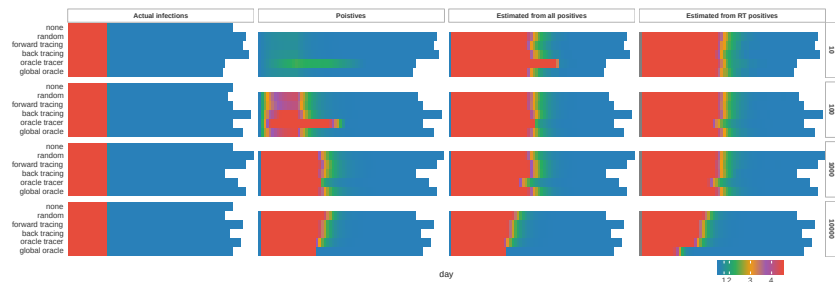 Actual infections Poistives Estimated from all positives Estimated from RT positives
none
random
forward tracing
back tracing
oracle tracer
global oracle
10
none
random
forward tracing
back tracing
oracle tracer
global oracle
100
none
random
forward tracing
back tracing
oracle tracer
global oracle
1000
none
random
forward tracing
back tracing
oracle tracer
global oracle
10000
day
1 2 3 4